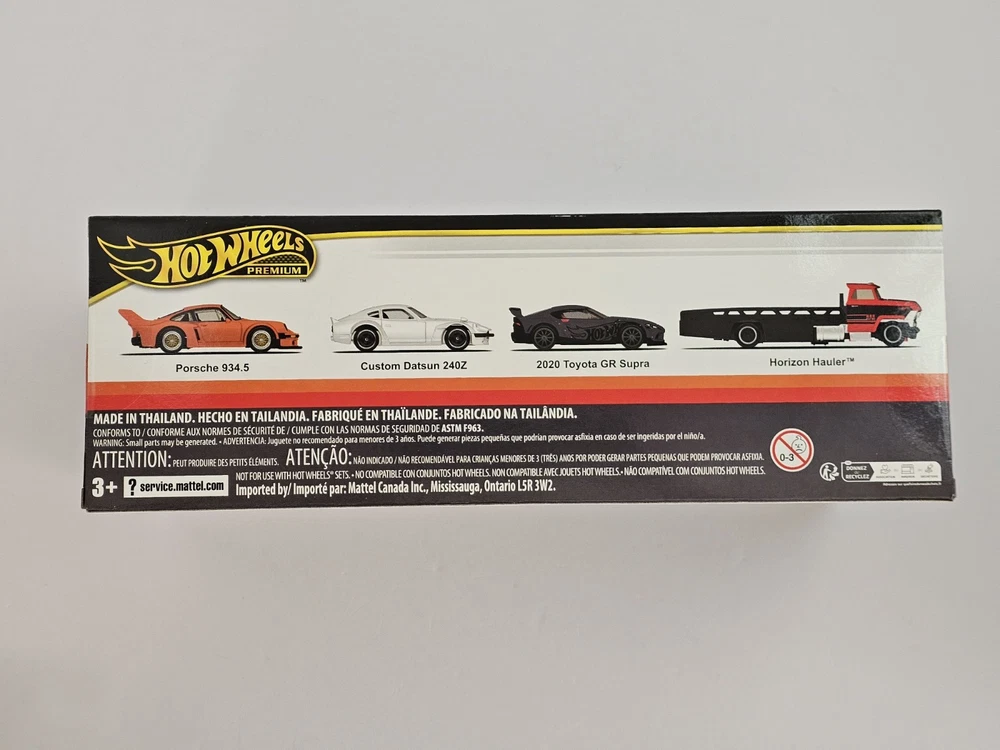 HOT WHEELS
PREMIUM
TM
Porsche 934.5
Custom Datsun 240Z
2020 Toyota GR Supra
Horizon Hauler™
MADE IN THAILAND. HECHO EN TAILANDIA. FABRIQUÉ EN THAÏLANDE. FABRICADO NA TAILÂNDIA.
CONFORMS TO / CONFORME AUX NORMES DE SÉCURITÉ DE / CUMPLE CON LAS NORMAS DE SEGURIDAD DE ASTM F963.
WARNING: Small parts may be generated. • ADVERTENCIA: Juguete no recomendado para menores de 3 años. Puede generar piezas pequeñas que podrían provocar asfixia en caso de ser ingeridas por el niño/a.
ATTENTION: PEUT PRODUIRE DES PETITS ÉLÉMENTS. ATENÇÃO: NÃO INDICADO / NÃO RECOMENDÁVEL PARA CRIANÇAS MENORES DE 3 (TRÊS) ANOS POR PODER GERAR PARTES PEQUENAS QUE PODEM PROVOCAR ASFIXIA.
NOT FOR USE WITH HOT WHEELS® SETS. • NO COMPATIBLE CON CONJUNTOS HOT WHEELS. NON COMPATIBLE AVEC JOUETS HOT WHEELS. • NÃO COMPATÍVEL COM CONJUNTOS HOT WHEELS.
3+ ? service.mattel.com Imported by/ Importé par: Mattel Canada Inc., Mississauga, Ontario L5R 3W2.
0-3
DONNEZ
RECYCLEZ